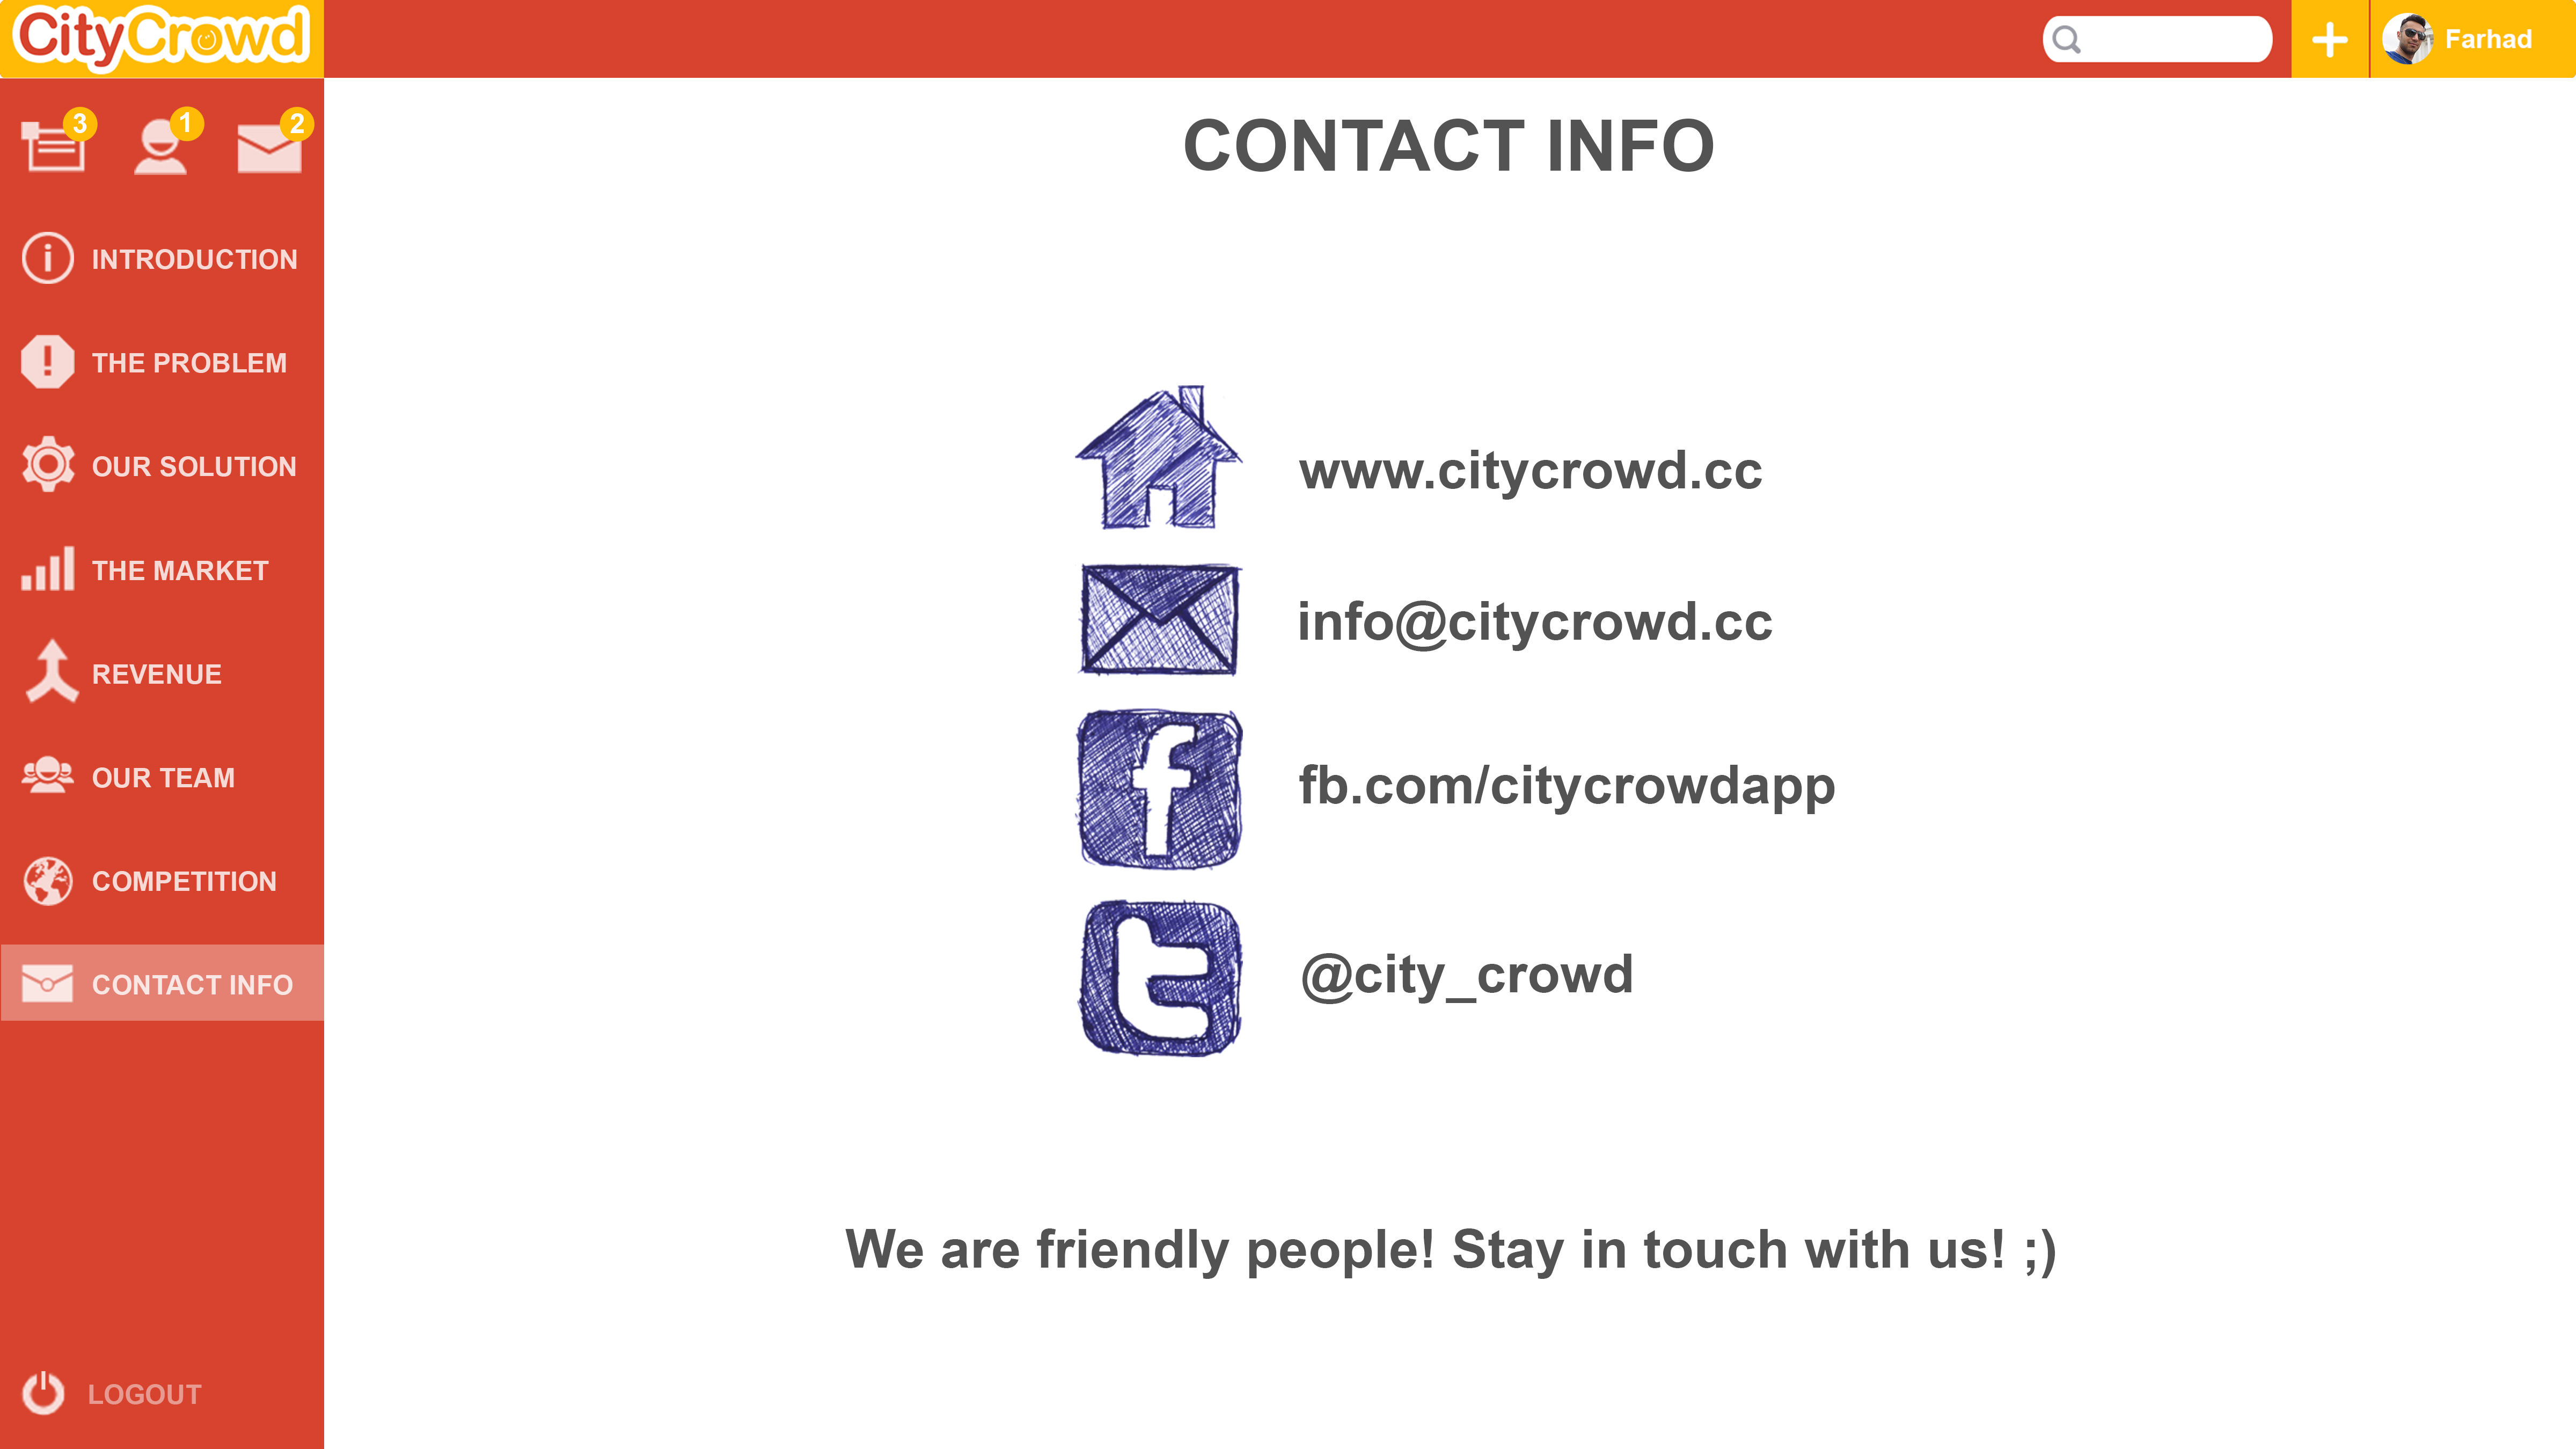 CityCrowd
Farhad
3
1
2
INTRODUCTION
THE PROBLEM
OUR SOLUTION
THE MARKET
REVENUE
OUR TEAM
COMPETITION
CONTACT INFO
LOGOUT
CONTACT INFO
www.citycrowd.cc
info@citycrowd.cc
fb.com/citycrowdapp
@city_crowd
We are friendly people! Stay in touch with us! ;)